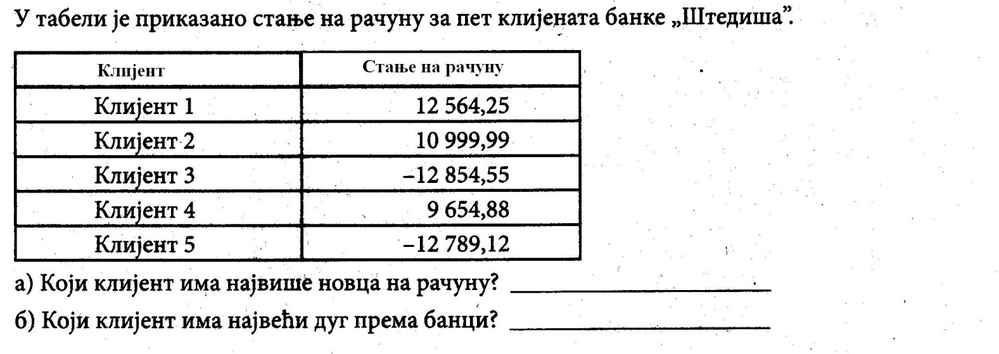 У табели је приказано стање на рачуну за пет клијената банке „Штедиша”.
Клијент Стање на рачуну
Клијент 1 12 564,25
Клијент 2 10 999,99
Клијент 3 –12 854,55
Клијент 4 9 654,88
Клијент 5 –12 789,12
а) Који клијент има највише новца на рачуну? ____________________
б) Који клијент има највећи дуг према банци? ____________________